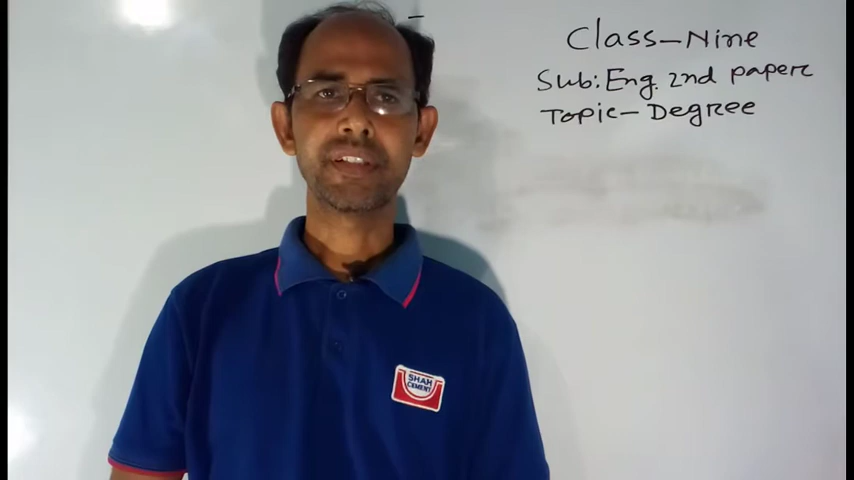 Class-Nine
Sub: Eng. 2nd paper
Topic- Degree
SHAH
CEMENT